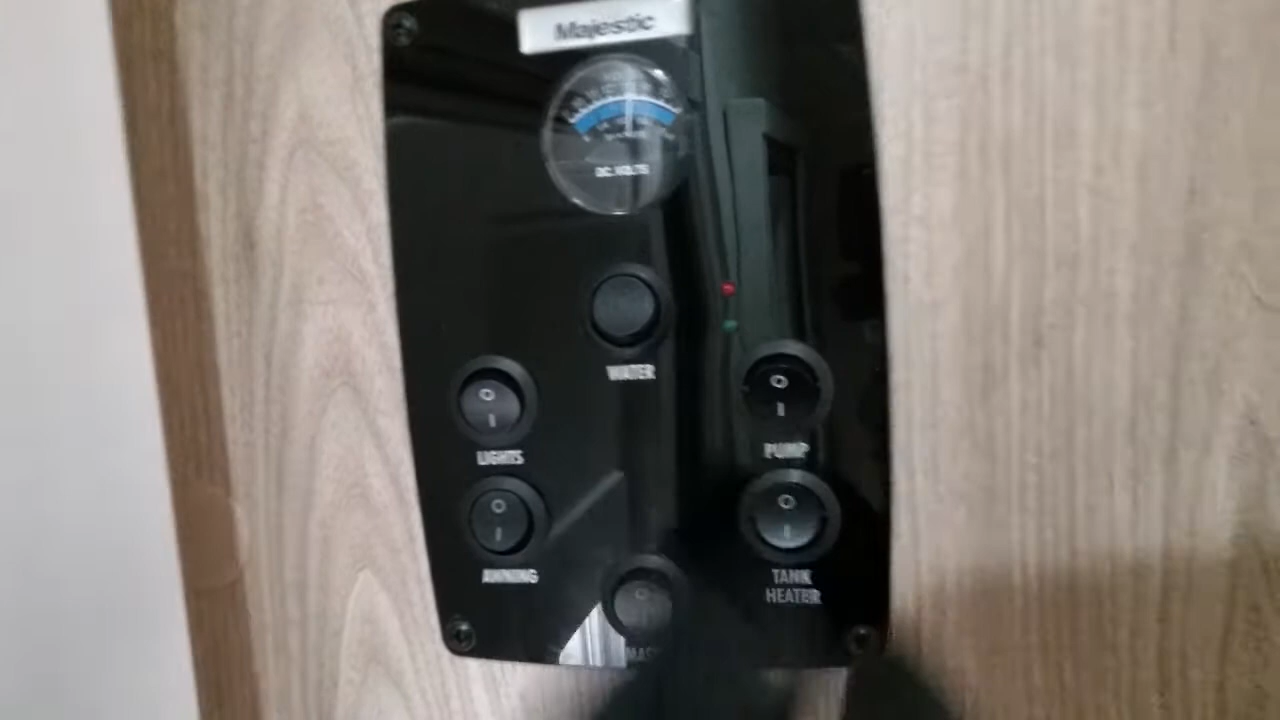 Majestic
DC VOLTS
WATER
LIGHTS
PUMP
AWNING
TANK
HEATER